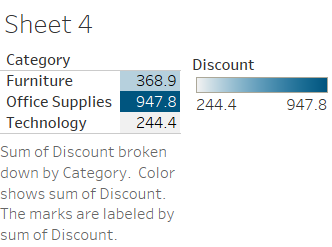 Sheet 4
Category
Furniture 368.9
Office Supplies 947.8
Technology 244.4
Discount
244.4 947.8
Sum of Discount broken
down by Category. Color
shows sum of Discount.
The marks are labeled by
sum of Discount.